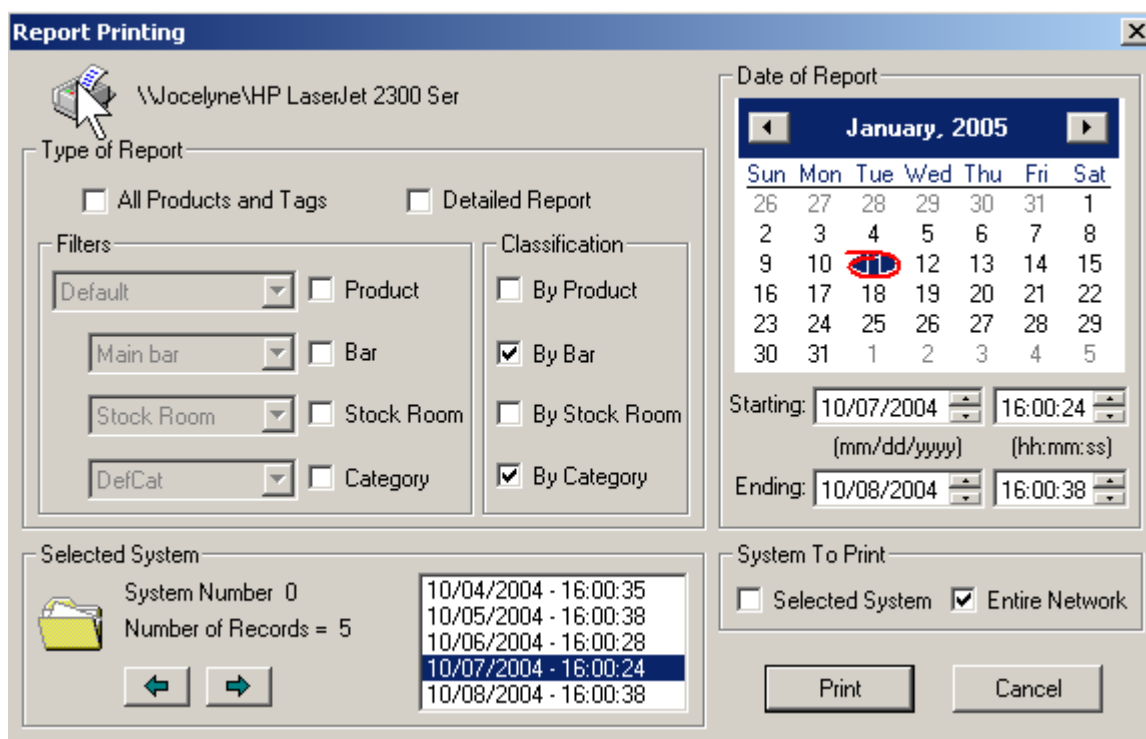 Report Printing
\\Jocelyne\HP LaserJet 2300 Ser
Type of Report
All Products and Tags Detailed Report
Filters
Default Product
Main bar Bar
Stock Room Stock Room
DefCat Category
Classification
By Product
By Bar
By Stock Room
By Category
Date of Report
January, 2005
Sun Mon Tue Wed Thu Fri Sat
26 27 28 29 30 31 1
2 3 4 5 6 7 8
9 10 11 12 13 14 15
16 17 18 19 20 21 22
23 24 25 26 27 28 29
30 31 1 2 3 4 5
Starting: 10/07/2004 16:00:24
(mm/dd/yyyy) (hh:mm:ss)
Ending: 10/08/2004 16:00:38
Selected System
System Number 0
Number of Records = 5
10/04/2004 - 16:00:35
10/05/2004 - 16:00:38
10/06/2004 - 16:00:28
10/07/2004 - 16:00:24
10/08/2004 - 16:00:38
System To Print
Selected System Entire Network
Print Cancel